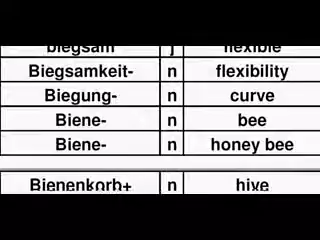 biegsam j flexible
Biegsamkeit- n flexibility
Biegung- n curve
Biene- n bee
Biene- n honey bee
Bienenkorb+ n hive